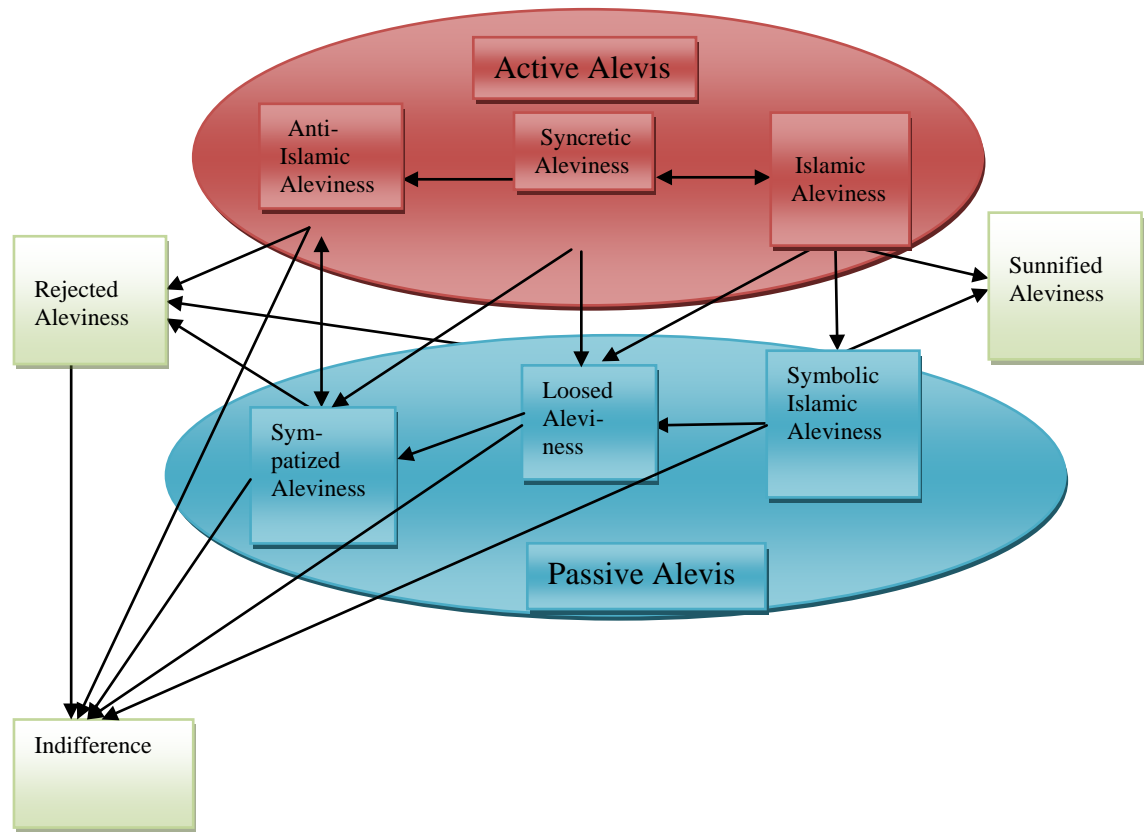 Active Alevis
Anti-
Islamic
Aleviness
Syncretic
Aleviness
Islamic
Aleviness
Rejected
Aleviness
Sunnified
Aleviness
Sym-
patized
Aleviness
Loosed
Alevi-
ness
Symbolic
Islamic
Aleviness
Passive Alevis
Indifference